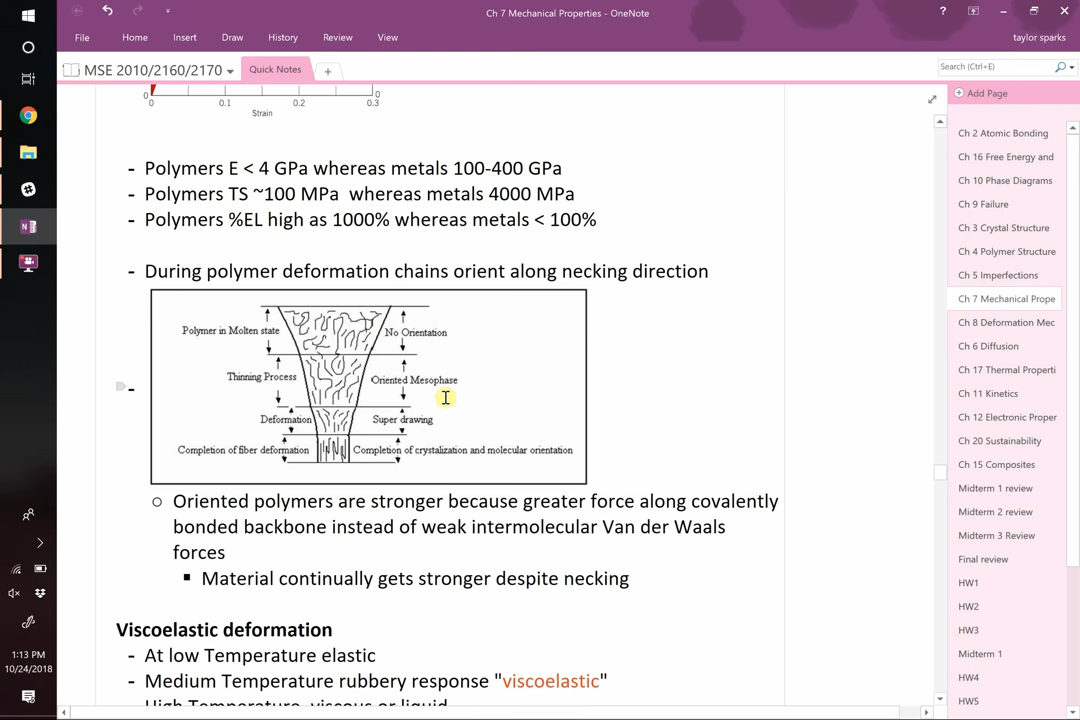 Ch 7 Mechanical Properties - OneNote
?
File Home Insert Draw History Review View
taylor sparks
MSE 2010/2160/2170
Quick Notes
+
Search (Ctrl+E)
Add Page
0 0
0 0.1 0.2 0.3
Strain
- Polymers E < 4 GPa whereas metals 100-400 GPa
- Polymers TS ~100 MPa whereas metals 4000 MPa
- Polymers %EL high as 1000% whereas metals < 100%
- During polymer deformation chains orient along necking direction
-
Polymer in Molten state No Orientation
Thinning Process Oriented Mesophase
Deformation Super drawing
Completion of fiber deformation Completion of crystalization and molecular orientation
○ Oriented polymers are stronger because greater force along covalently
bonded backbone instead of weak intermolecular Van der Waals
forces
▪ Material continually gets stronger despite necking
Viscoelastic deformation
- At low Temperature elastic
- Medium Temperature rubbery response "viscoelastic"
- High Temperature viscous or liquid
Ch 2 Atomic Bonding
Ch 16 Free Energy and
Ch 10 Phase Diagrams
Ch 9 Failure
Ch 3 Crystal Structure
Ch 4 Polymer Structure
Ch 5 Imperfections
Ch 7 Mechanical Prope
Ch 8 Deformation Mec
Ch 6 Diffusion
Ch 17 Thermal Properti
Ch 11 Kinetics
Ch 12 Electronic Proper
Ch 20 Sustainability
Ch 15 Composites
Midterm 1 review
Midterm 2 review
Midterm 3 Review
Final review
HW1
HW2
HW3
Midterm 1
HW4
HW5
1:13 PM
10/24/2018